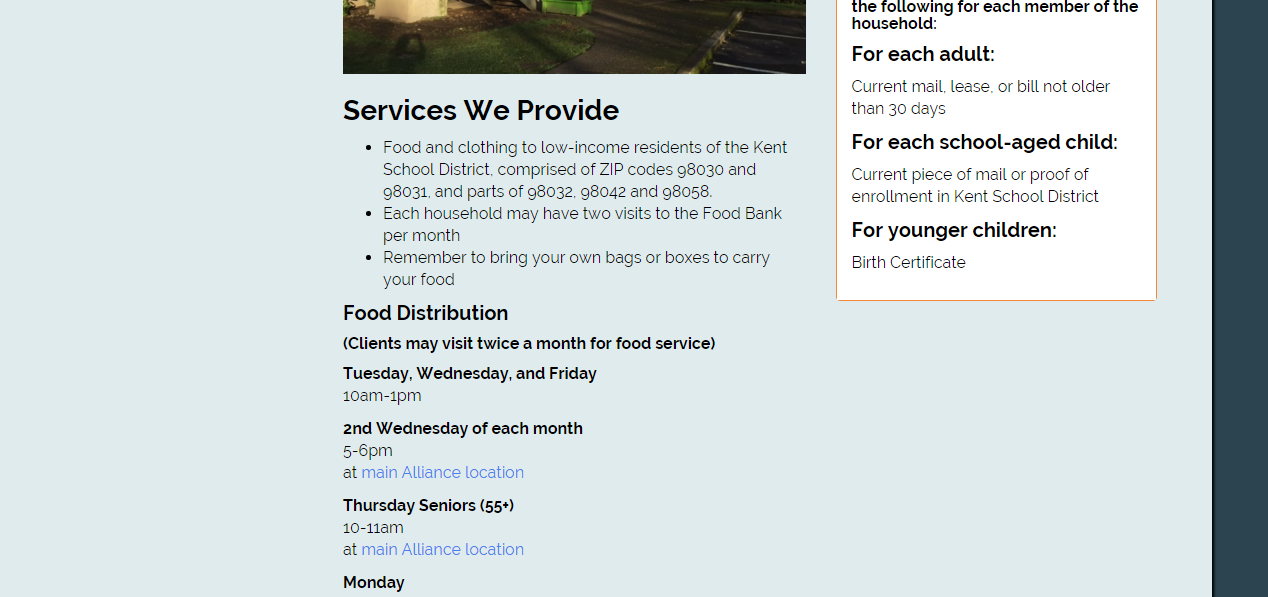 Services We Provide
Food and clothing to low-income residents of the Kent
School District, comprised of ZIP codes 98030 and
98031, and parts of 98032, 98042 and 98058.
Each household may have two visits to the Food Bank
per month
Remember to bring your own bags or boxes to carry
your food
Food Distribution
(Clients may visit twice a month for food service)
Tuesday, Wednesday, and Friday
10am-1pm
2nd Wednesday of each month
5-6pm
at main Alliance location
Thursday Seniors (55+)
10-11am
at main Alliance location
Monday
the following for each member of the
household:
For each adult:
Current mail, lease, or bill not older
than 30 days
For each school-aged child:
Current piece of mail or proof of
enrollment in Kent School District
For younger children:
Birth Certificate